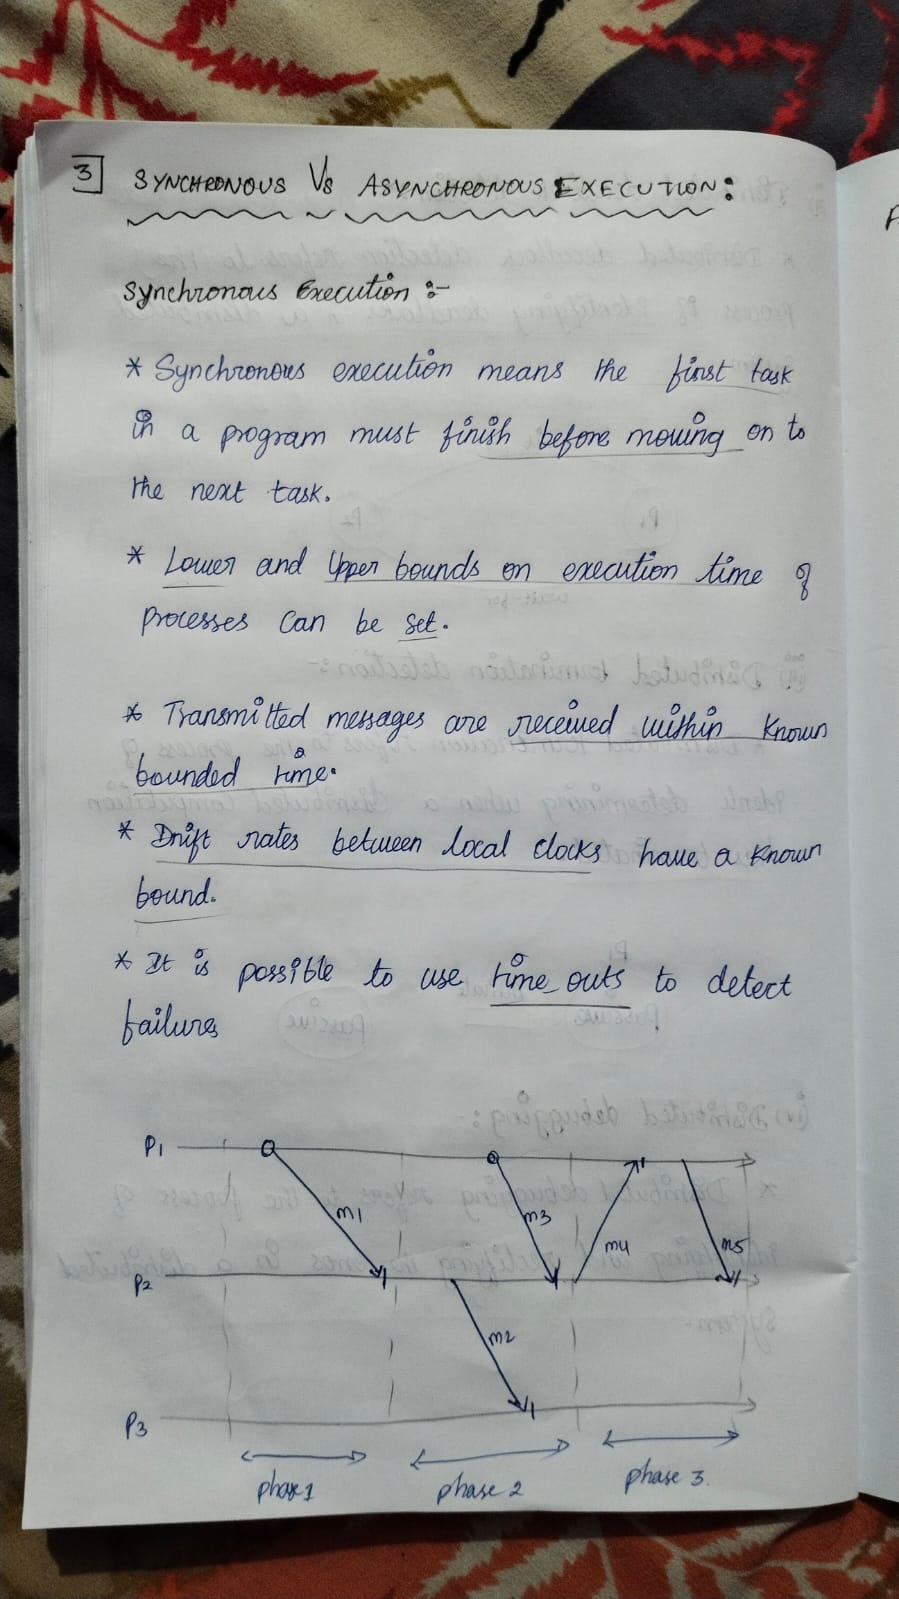 3 SYNCHRONOUS Vs ASYNCHRONOUS EXECUTION:
Synchronous Execution :-
* Synchronous execution means the first task
in a program must finish before moving on to
the next task.
* Lower and Upper bounds on execution time of
processes can be set.
* Transmitted messages are received within known
bounded time.
* Drift rates between local clocks have a known
bound.
* It is possible to use time outs to detect
failures
P1
m1 m3 m4 m5
P2
m2
P3
phase 1 phase 2 phase 3.